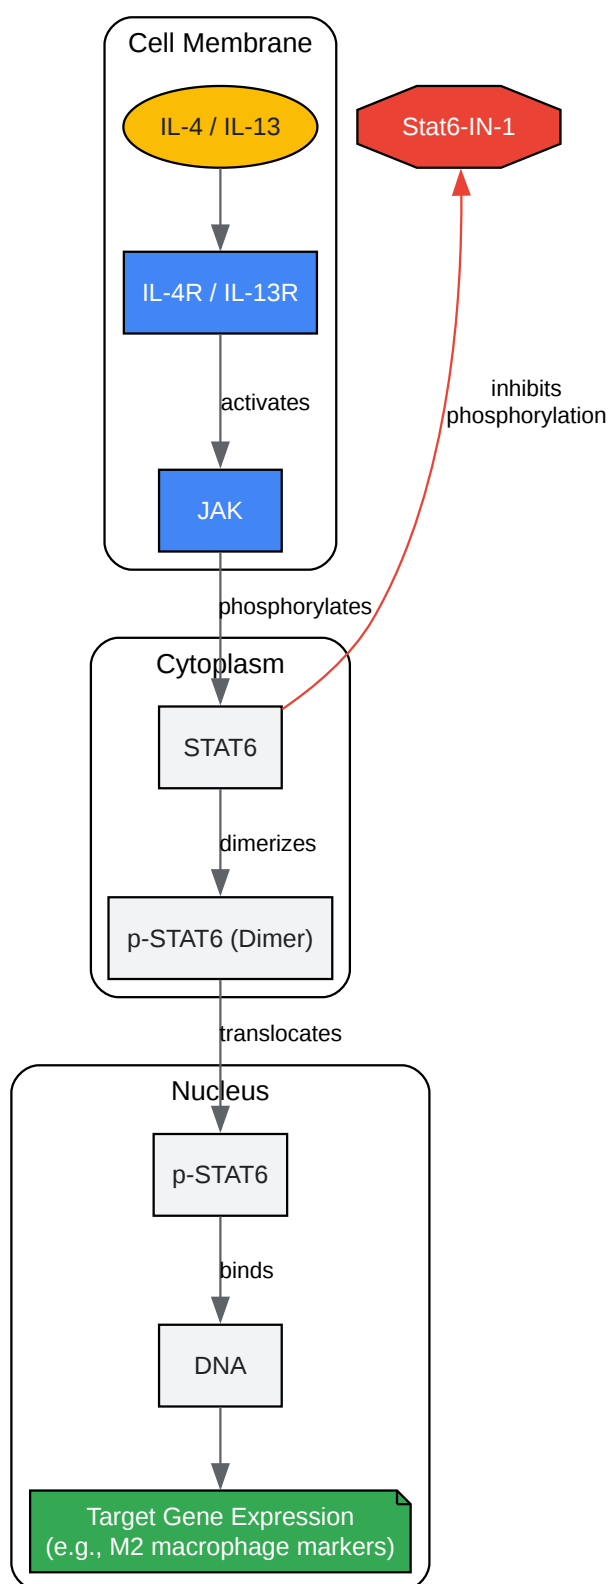 Cell Membrane
IL-4 / IL-13
Stat6-IN-1
IL-4R / IL-13R
activates
inhibits
phosphorylation
JAK
phosphorylates
Cytoplasm
STAT6
dimerizes
p-STAT6 (Dimer)
translocates
Nucleus
p-STAT6
binds
DNA
Target Gene Expression
(e.g., M2 macrophage markers)